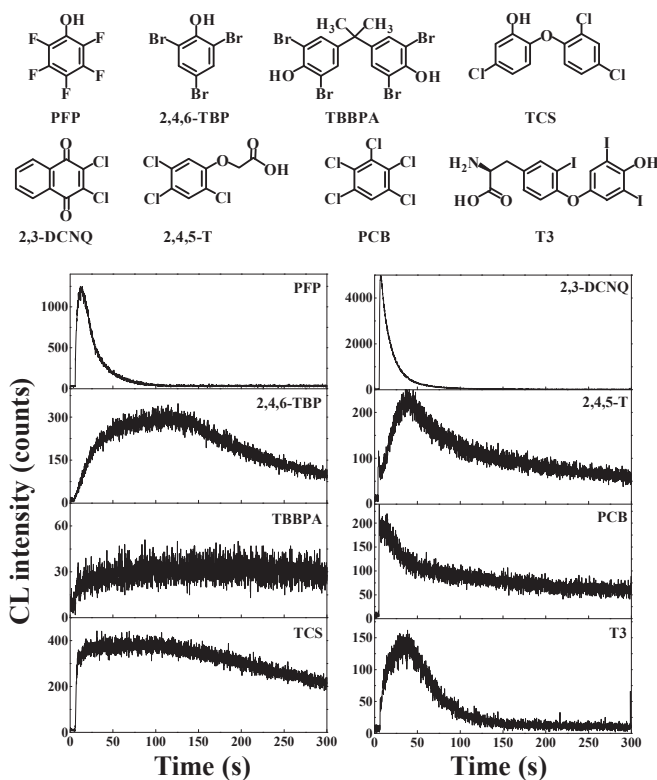 OH
F F
F F
F
PFP
OH
Br Br
Br
2,4,6-TBP
CH₃ CH₃
Br Br
HO OH
Br Br
TBBPA
OH Cl
O
Cl Cl
TCS
O
Cl
Cl
O
2,3-DCNQ
Cl O O
OH
Cl Cl
2,4,5-T
Cl
Cl Cl
Cl Cl
PCB
I
H₂N I OH
HO O O I
T3
CL intensity (counts)
PFP
1000
500
0
2,4,6-TBP
300
150
0
TBBPA
60
30
0
TCS
400
200
0
0 50 100 150 200 250 300
Time (s)
2,3-DCNQ
4000
2000
0
2,4,5-T
200
100
0
PCB
200
150
100
50
0
T3
150
100
50
0
0 50 100 150 200 250 300
Time (s)